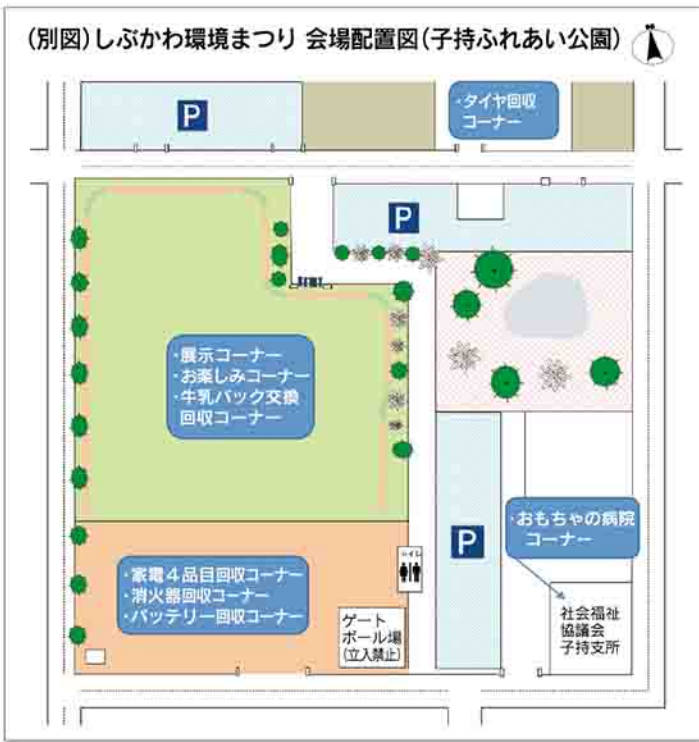 (別図)しぶかわ環境まつり 会場配置図(子持ふれあい公園)
P
・タイヤ回収
コーナー
P
・展示コーナー
・お楽しみコーナー
・牛乳パック交換
回収コーナー
P
・おもちゃの病院
コーナー
トイレ
・家電4品目回収コーナー
・消火器回収コーナー
・バッテリー回収コーナー
ゲート
ボール場
(立入禁止)
社会福祉
協議会
子持支所